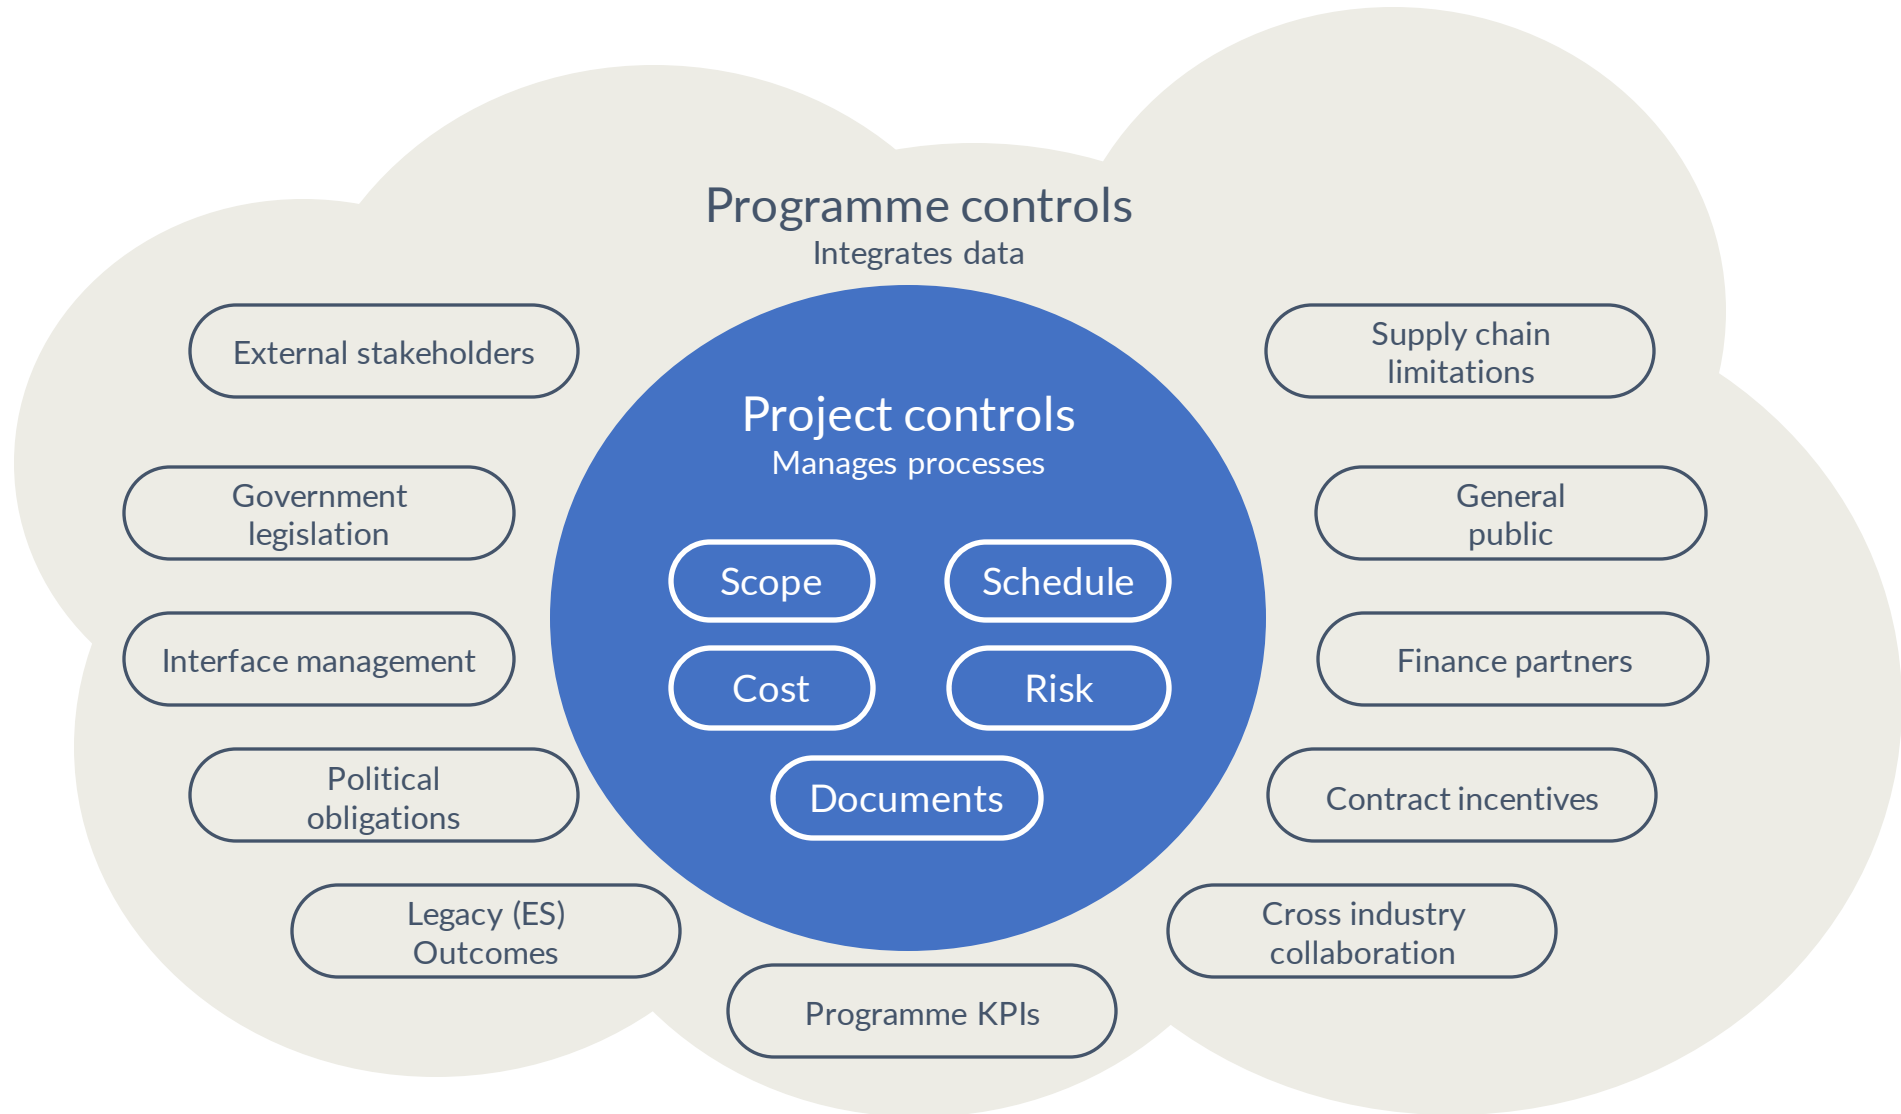 Programme controls
Integrates data
External stakeholders
Supply chain
limitations
Project controls
Manages processes
Government
legislation
General
public
Scope
Schedule
Interface management
Cost
Risk
Finance partners
Political
obligations
Documents
Contract incentives
Legacy (ES)
Outcomes
Cross industry
collaboration
Programme KPIs